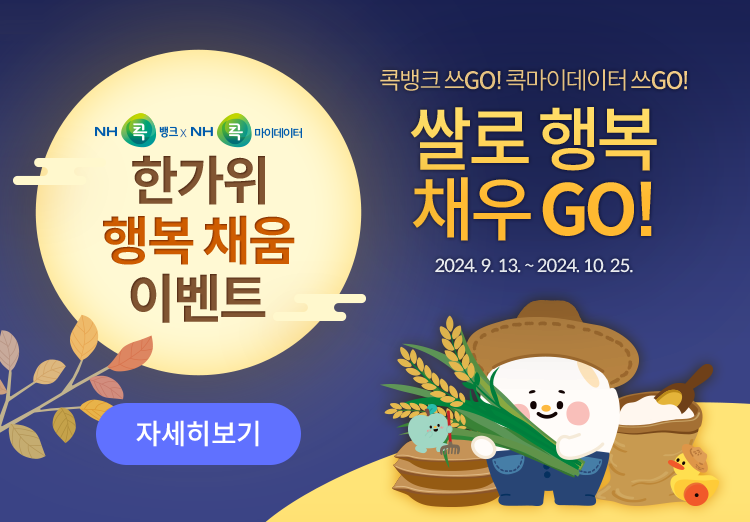 NH 콕 뱅크 X NH 콕 마이데이터
한가위
행복 채움
이벤트
자세히보기
콕뱅크 쓰GO! 콕마이데이터 쓰GO!
쌀로 행복
채우 GO!
2024. 9. 13. ~ 2024. 10. 25.